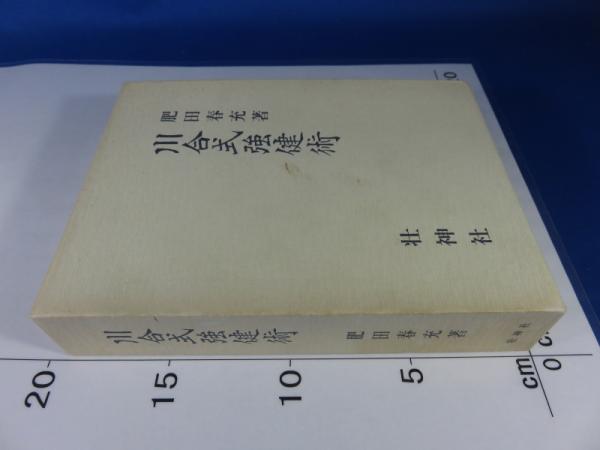 肥田春充著
川合式強健術
壮神社
川合式強健術 肥田春充著 壮神社
20 15 10 5 0
cm